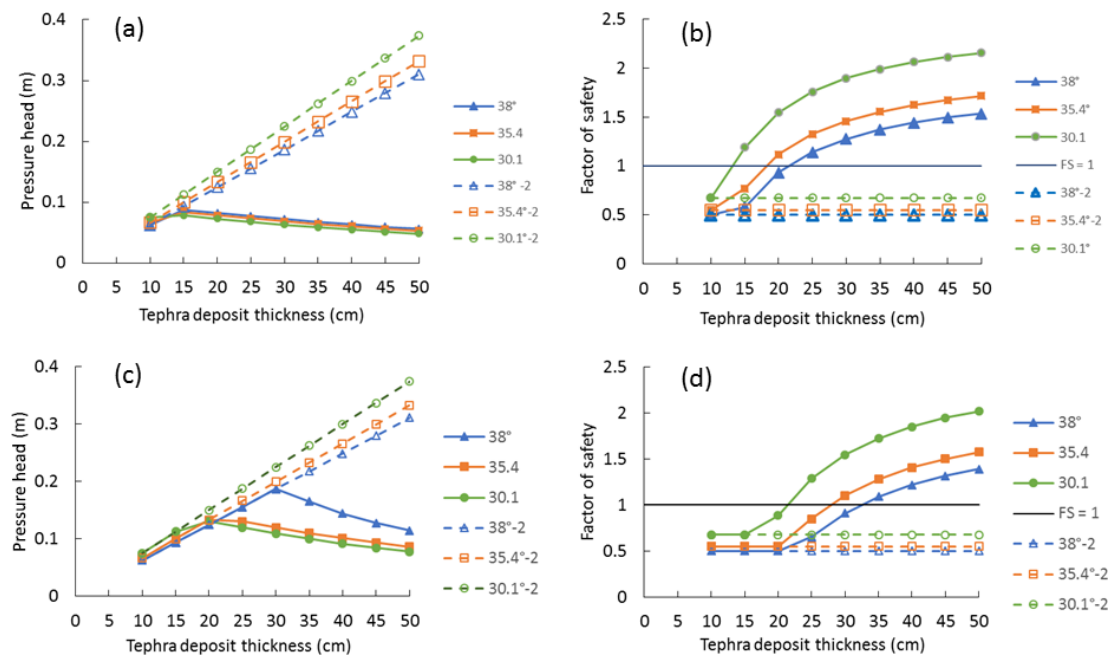 (a)
Pressure head (m)
0.4
0.3
0.2
0.1
0
0 5 10 15 20 25 30 35 40 45 50
Tephra deposit thickness (cm)
38°
35.4
30.1
38° -2
35.4°-2
30.1°-2
(b)
Factor of safety
2.5
2
1.5
1
0.5
0
0 5 10 15 20 25 30 35 40 45 50
Tephra deposit thickness (cm)
38°
35.4°
30.1
FS = 1
38°-2
35.4°-2
30.1°
(c)
Pressure head (m)
0.4
0.3
0.2
0.1
0
0 5 10 15 20 25 30 35 40 45 50
Tephra deposit thickness (cm)
38°
35.4
30.1
38°-2
35.4°-2
30.1°-2
(d)
Factor of safety
2.5
2
1.5
1
0.5
0
0 5 10 15 20 25 30 35 40 45 50
Tephra deposit thickness (cm)
38°
35.4
30.1
FS = 1
38°-2
35.4°-2
30.1°-2